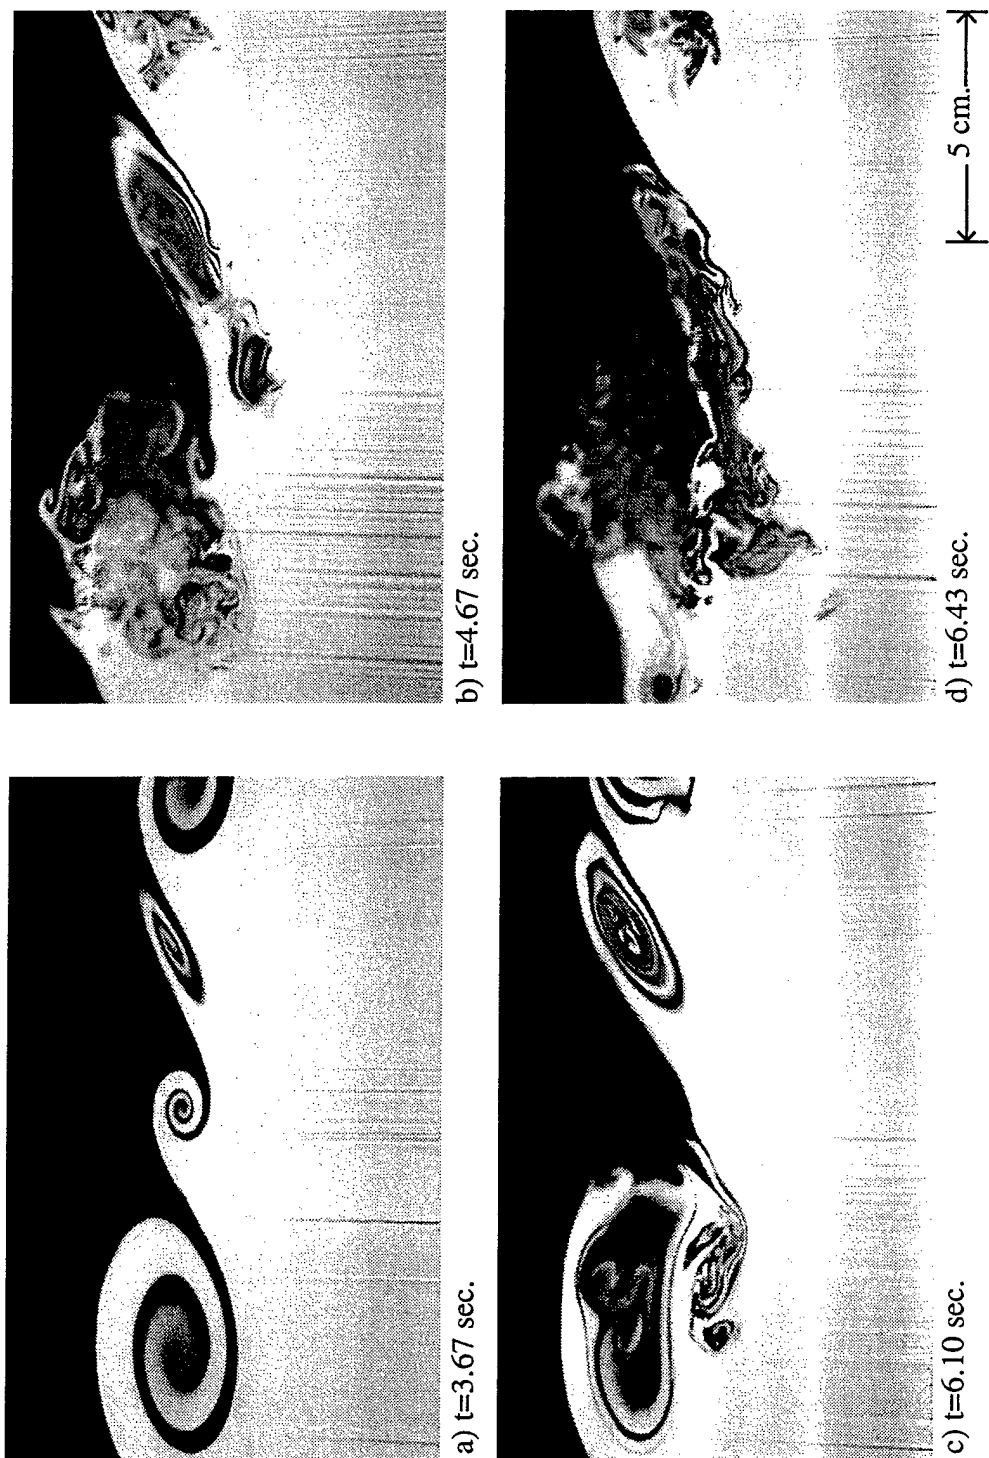 a) t=3.67 sec.
b) t=4.67 sec.
c) t=6.10 sec.
d) t=6.43 sec.
5 cm.